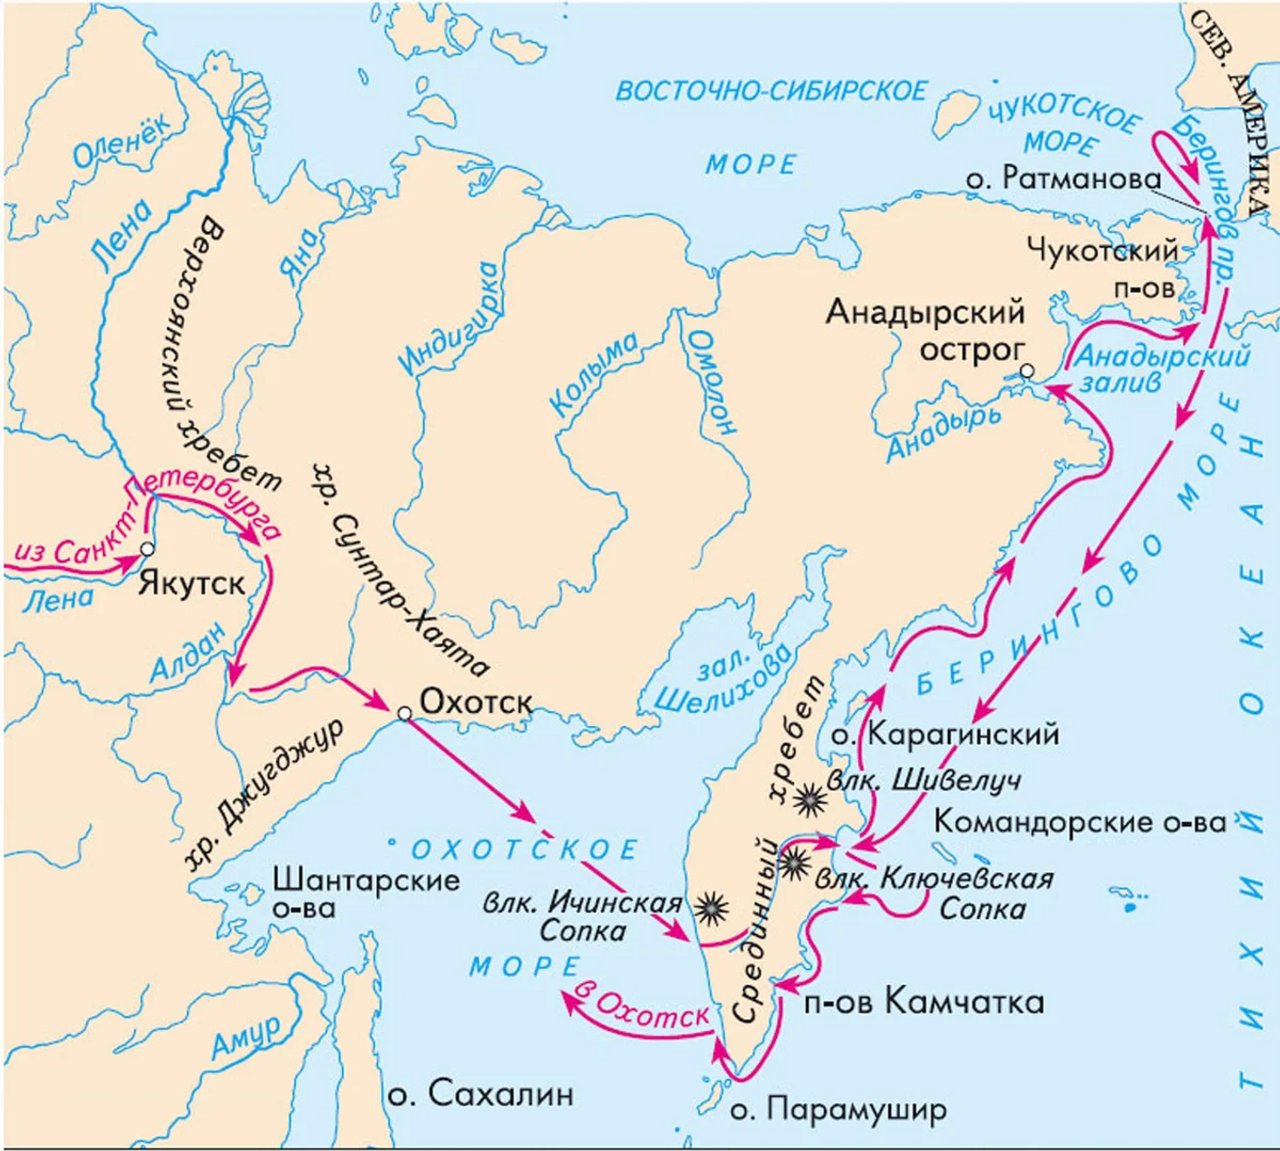 СЕВ. АМЕРИКА
ВОСТОЧНО-СИБИРСКОЕ
МОРЕ
ЧУКОТСКОЕ
МОРЕ
Берингов пр.
о. Ратманова
Оленёк
Лена
Верхоянский хребет
Яна
Индигирка
Колыма
Омолон
Чукотский
п-ов
Анадырский
острог
Анадырский
залив
Анадырь
из Санкт-Петербурга
Якутск
Лена
Алдан
хр. Сунтар-Хаята
Охотск
хр. Джугджур
зал.
Шелихова
БЕРИНГОВО МОРЕ
ТИХИЙ ОКЕАН
о. Карагинский
влк. Шивелуч
Командорские о-ва
влк. Ключевская
Сопка
Срединный хребет
влк. Ичинская
Сопка
ОХОТСКОЕ
МОРЕ
Шантарские
о-ва
в Охотск
п-ов Камчатка
Амур
о. Сахалин
о. Парамушир